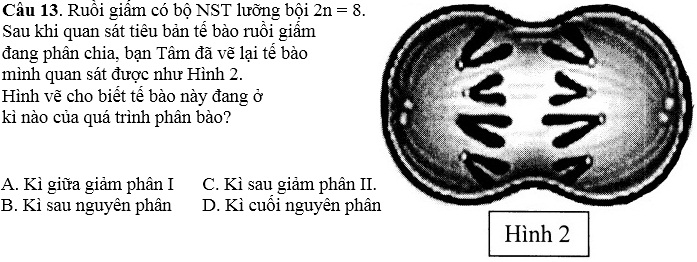 Câu 13. Ruồi giấm có bộ NST lưỡng bội 2n = 8.
Sau khi quan sát tiêu bản tế bào ruồi giấm
đang phân chia, bạn Tâm đã vẽ lại tế bào
mình quan sát được như Hình 2.
Hình vẽ cho biết tế bào này đang ở
kì nào của quá trình phân bào?
A. Kì giữa giảm phân I C. Kì sau giảm phân II.
B. Kì sau nguyên phân D. Kì cuối nguyên phân
Hình 2